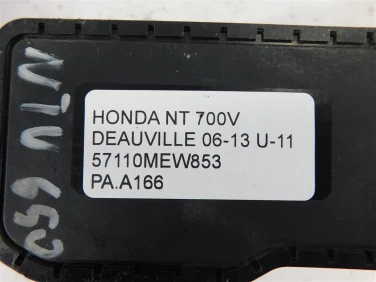 HONDA NT 700V
DEAUVILLE 06-13 U-11
57110MEW853
PA.A166